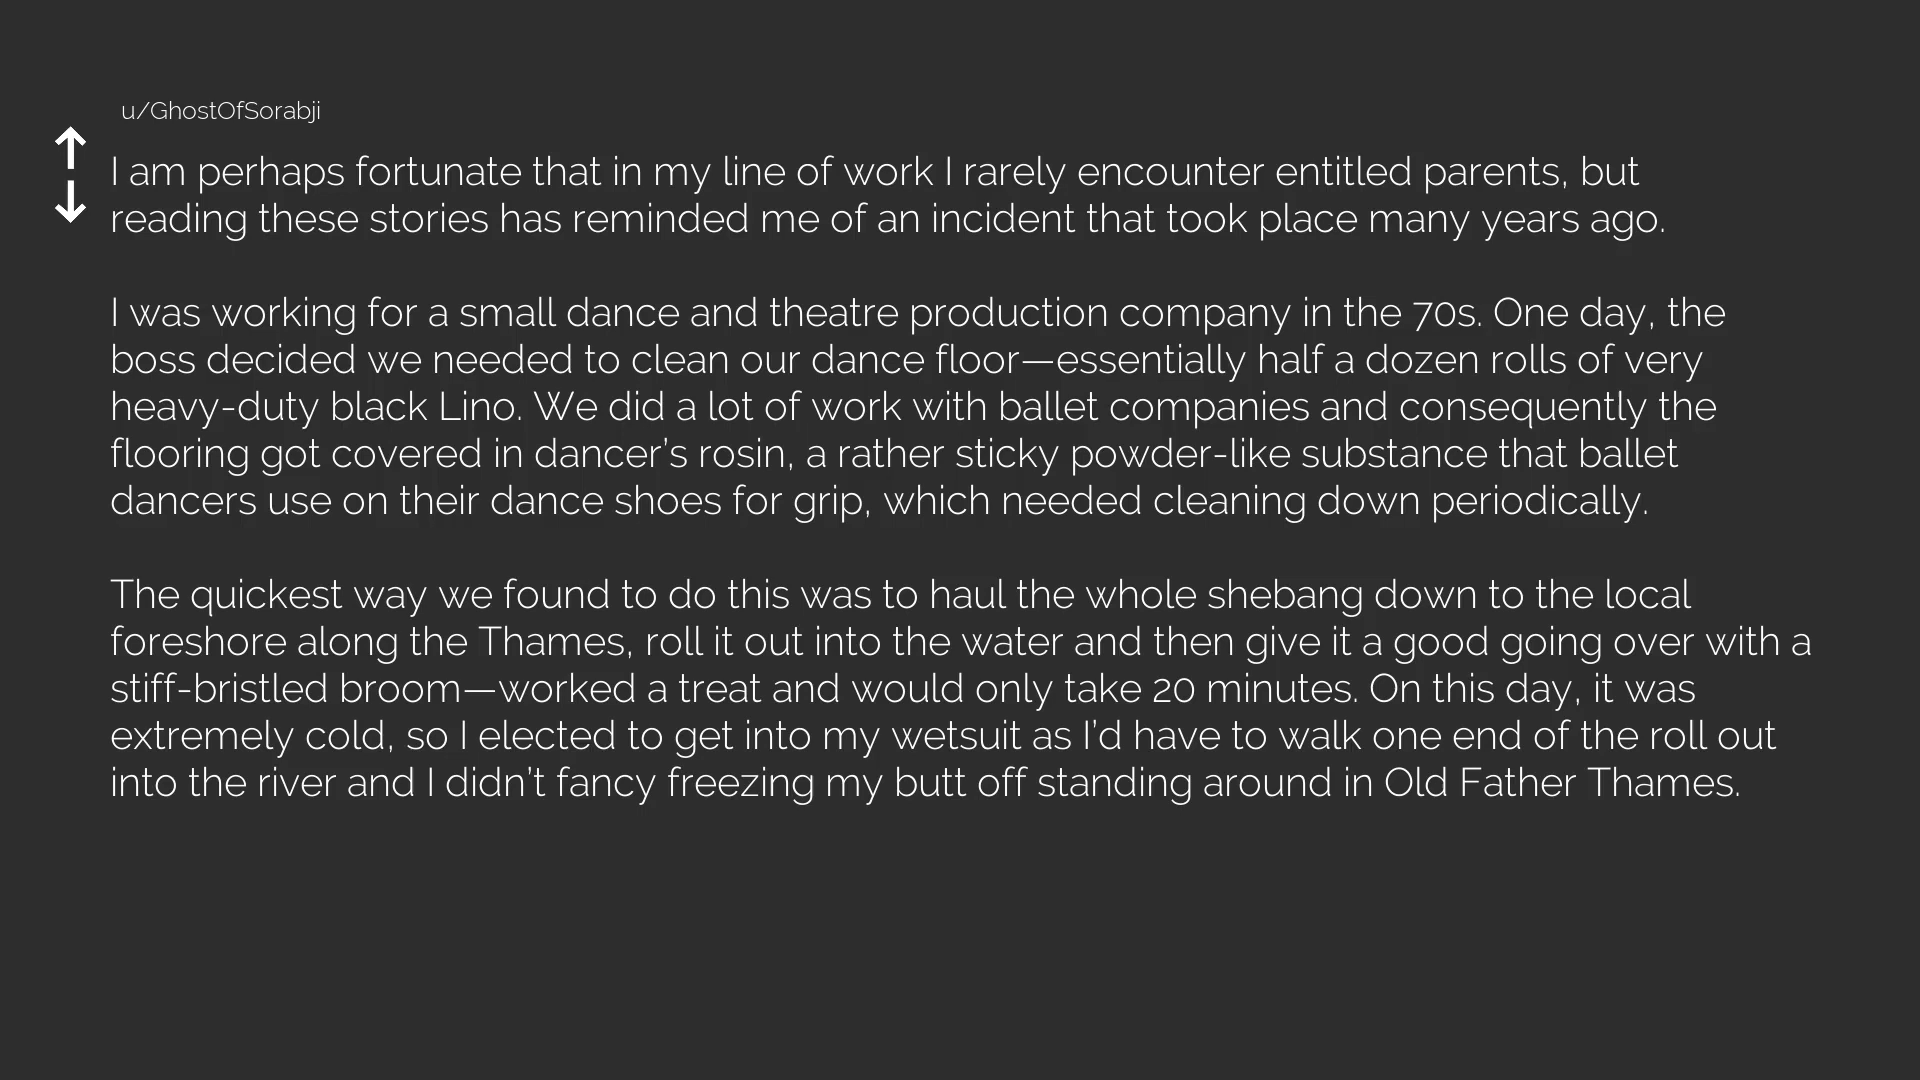 u/GhostOfSorabji
I am perhaps fortunate that in my line of work I rarely encounter entitled parents, but
reading these stories has reminded me of an incident that took place many years ago.
I was working for a small dance and theatre production company in the 70s. One day, the
boss decided we needed to clean our dance floor—essentially half a dozen rolls of very
heavy-duty black Lino. We did a lot of work with ballet companies and consequently the
flooring got covered in dancer’s rosin, a rather sticky powder-like substance that ballet
dancers use on their dance shoes for grip, which needed cleaning down periodically.
The quickest way we found to do this was to haul the whole shebang down to the local
foreshore along the Thames, roll it out into the water and then give it a good going over with a
stiff-bristled broom—worked a treat and would only take 20 minutes. On this day, it was
extremely cold, so I elected to get into my wetsuit as I’d have to walk one end of the roll out
into the river and I didn’t fancy freezing my butt off standing around in Old Father Thames.